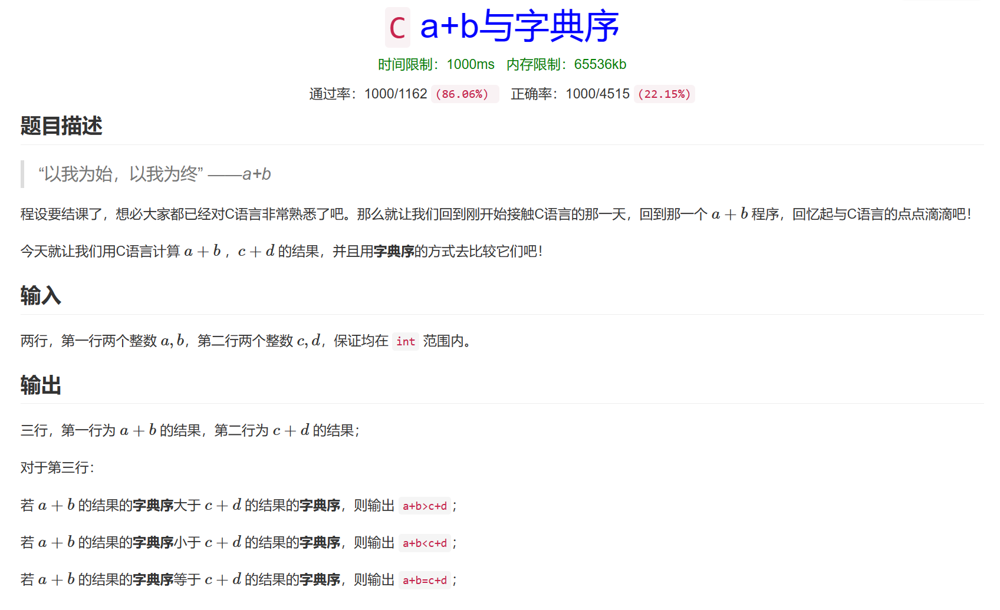 C a+b与字典序
时间限制：1000ms 内存限制：65536kb
通过率：1000/1162 (86.06%) 正确率：1000/4515 (22.15%)
题目描述
“以我为始，以我为终” ——a+b
程设要结课了，想必大家都已经对C语言非常熟悉了吧。那么就让我们回到刚开始接触C语言的那一天，回到那一个 a + b 程序，回忆起与C语言的点点滴滴吧！
今天就让我们用C语言计算 a + b ，c + d 的结果，并且用字典序的方式去比较它们吧！
输入
两行，第一行两个整数 a, b，第二行两个整数 c, d，保证均在 int 范围内。
输出
三行，第一行为 a + b 的结果，第二行为 c + d 的结果；
对于第三行：
若 a + b 的结果的字典序大于 c + d 的结果的字典序，则输出 a+b>c+d ；
若 a + b 的结果的字典序小于 c + d 的结果的字典序，则输出 a+b<c+d ；
若 a + b 的结果的字典序等于 c + d 的结果的字典序，则输出 a+b=c+d ；